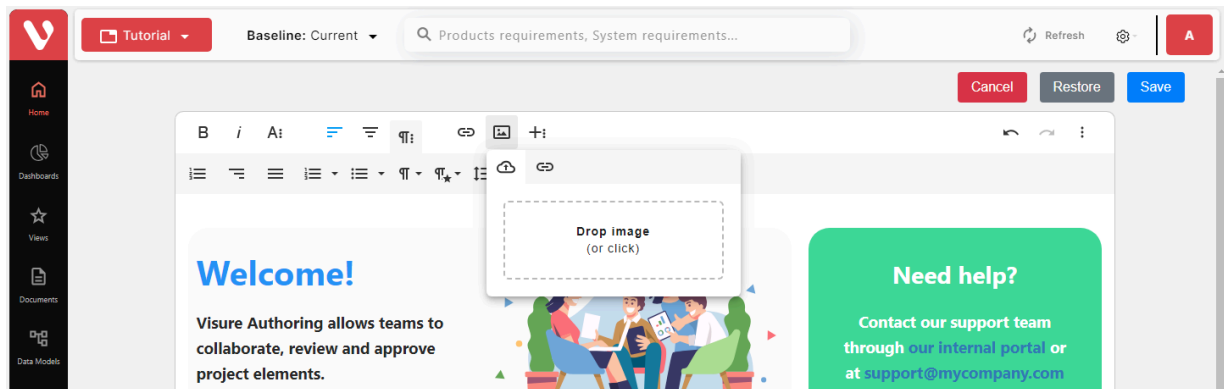 Tutorial
Baseline: Current
Products requirements, System requirements...
Refresh
A
Home
Dashboards
Views
Documents
Data Models
Cancel
Restore
Save
B i A
Drop image
(or click)
Welcome!
Visure Authoring allows teams to
collaborate, review and approve
project elements.
Need help?
Contact our support team
through our internal portal or
at support@mycompany.com